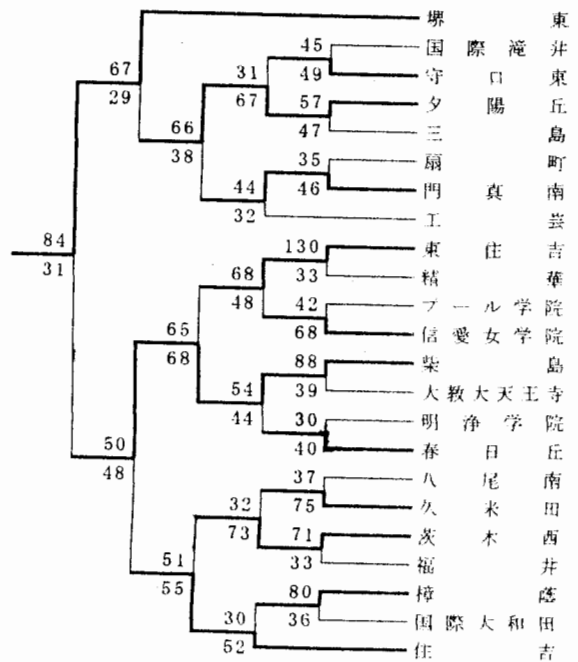 堺東
国際滝井
守口東
夕陽丘
三島
扇町
門真南
工芸
東住吉
精華
プール学院
信愛女学院
柴島
大教大天王寺
明浄学院
春日丘
八尾南
久米田
茨木西
福井
樟蔭
国際大和田
住吉
84
31
67
29
66
38
31
67
45
49
57
47
44
32
35
46
50
48
65
68
68
48
130
33
42
68
54
44
88
39
30
40
51
55
32
73
37
75
71
33
30
52
80
36